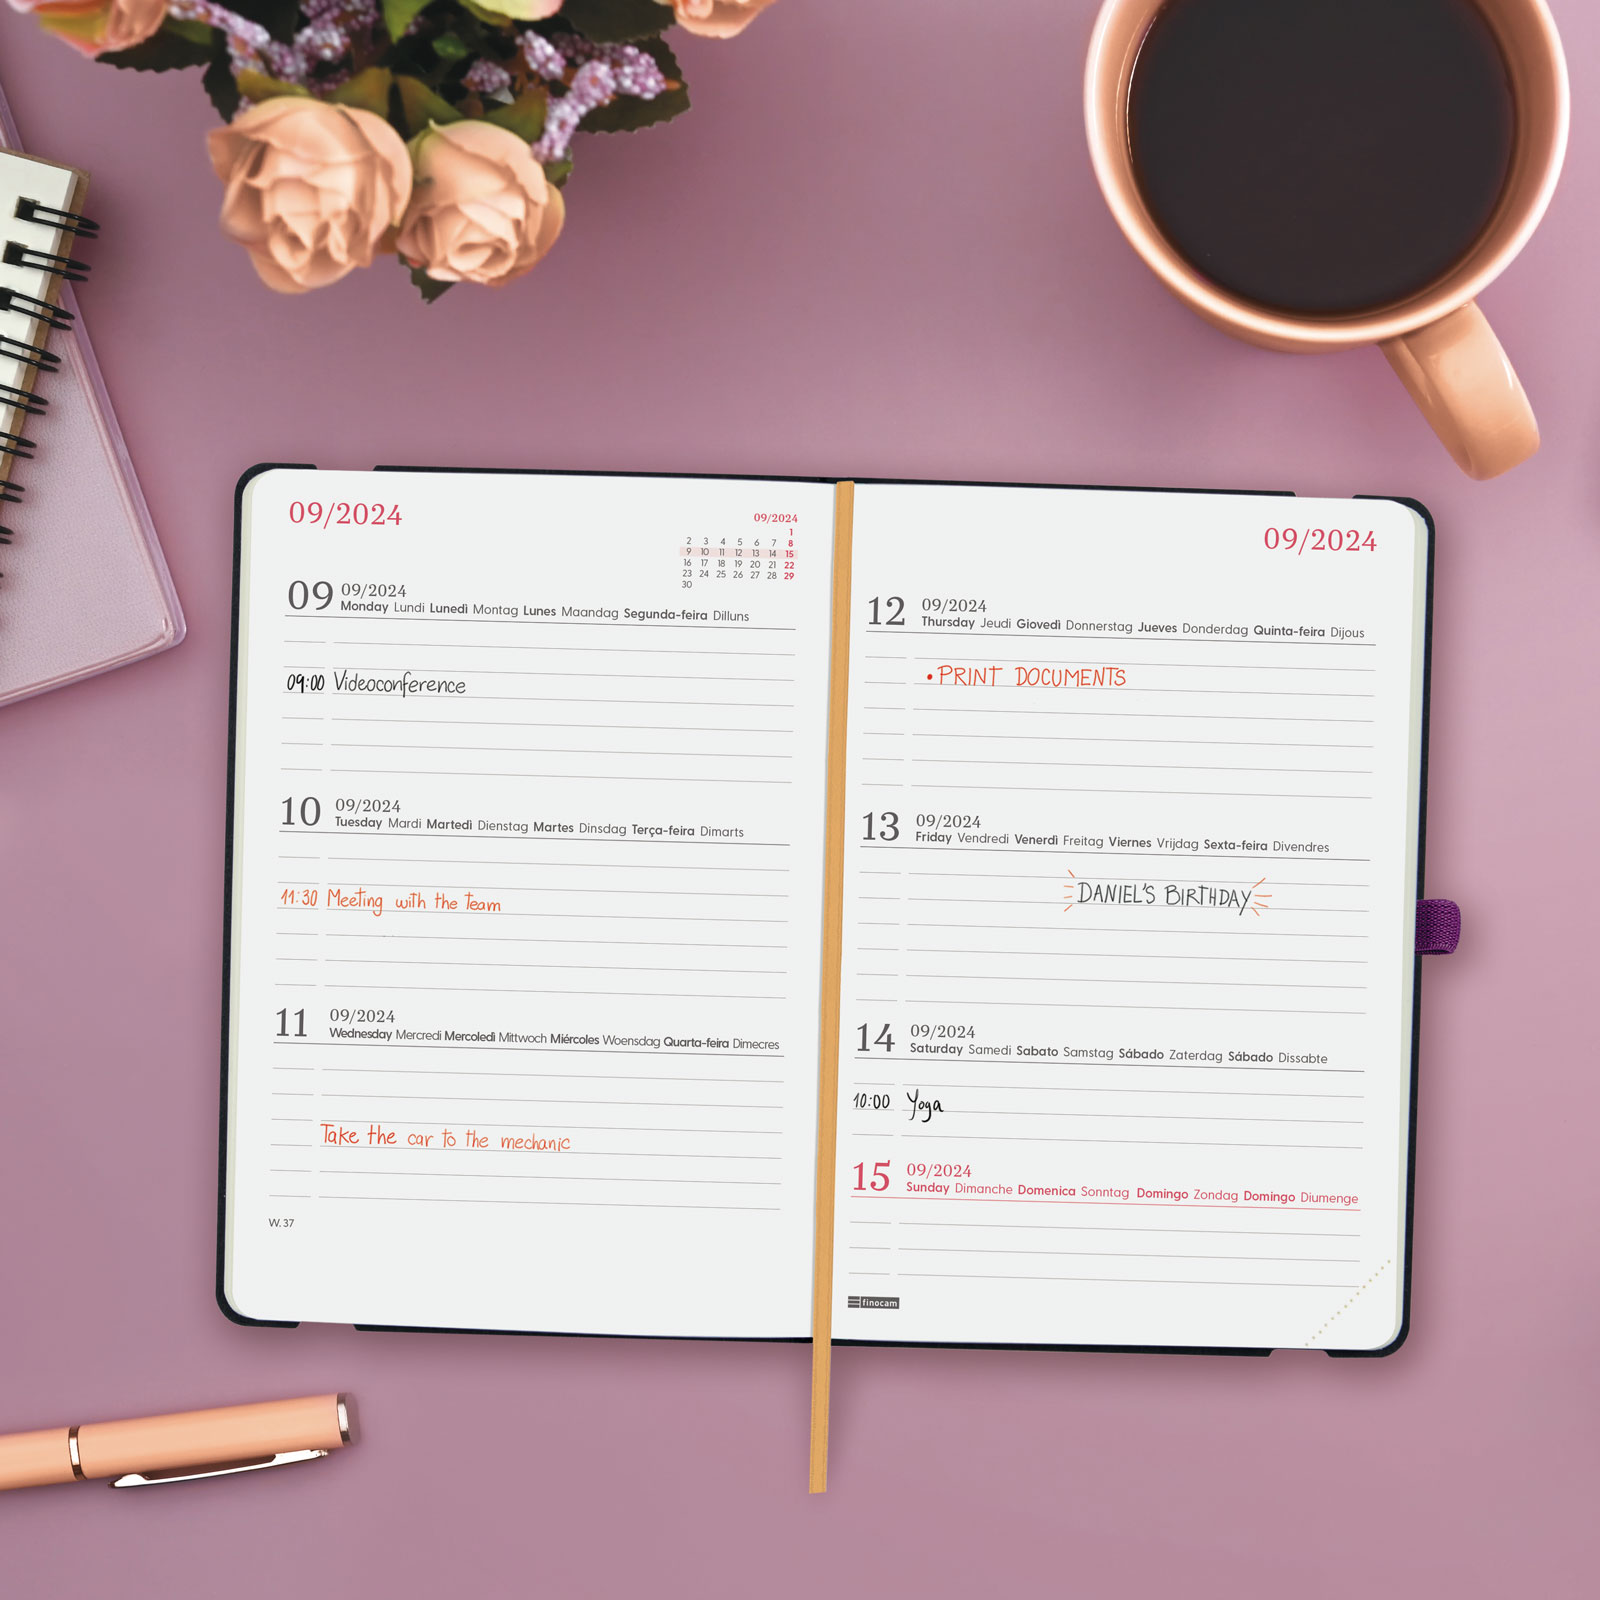 09/2024
09/2024
1
2 3 4 5 6 7 8
9 10 11 12 13 14 15
16 17 18 19 20 21 22
23 24 25 26 27 28 29
30
09 09/2024
Monday Lundi Lunedì Montag Lunes Maandag Segunda-feira Dilluns
09:00 Videoconference
10 09/2024
Tuesday Mardi Martedì Dienstag Martes Dinsdag Terça-feira Dimarts
11:30 Meeting with the team
11 09/2024
Wednesday Mercredi Mercoledì Mittwoch Miércoles Woensdag Quarta-feira Dimecres
Take the car to the mechanic
W. 37
09/2024
12 09/2024
Thursday Jeudi Giovedì Donnerstag Jueves Donderdag Quinta-feira Dijous
• PRINT DOCUMENTS
13 09/2024
Friday Vendredi Venerdì Freitag Viernes Vrijdag Sexta-feira Divendres
DANIEL'S BIRTHDAY
14 09/2024
Saturday Samedi Sabato Samstag Sábado Zaterdag Sábado Dissabte
10:00 Yoga
15 09/2024
Sunday Dimanche Domenica Sonntag Domingo Zondag Domingo Diumenge
finocam